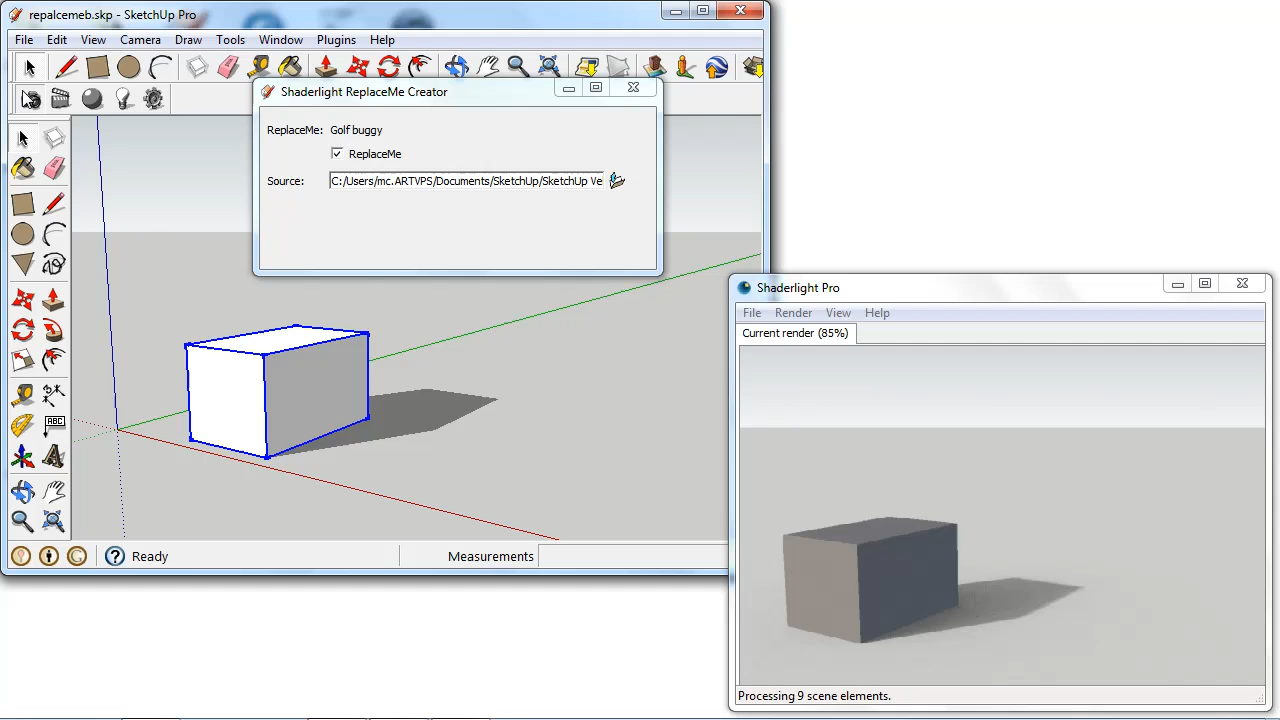 repalcemeb.skp - SketchUp Pro
File Edit View Camera Draw Tools Window Plugins Help
Shaderlight ReplaceMe Creator
ReplaceMe: Golf buggy
ReplaceMe
Source: C:/Users/mc.ARTVPS/Documents/SketchUp/SketchUp Ve
ABC
Ready
Measurements
Shaderlight Pro
File Render View Help
Current render (85%)
Processing 9 scene elements.